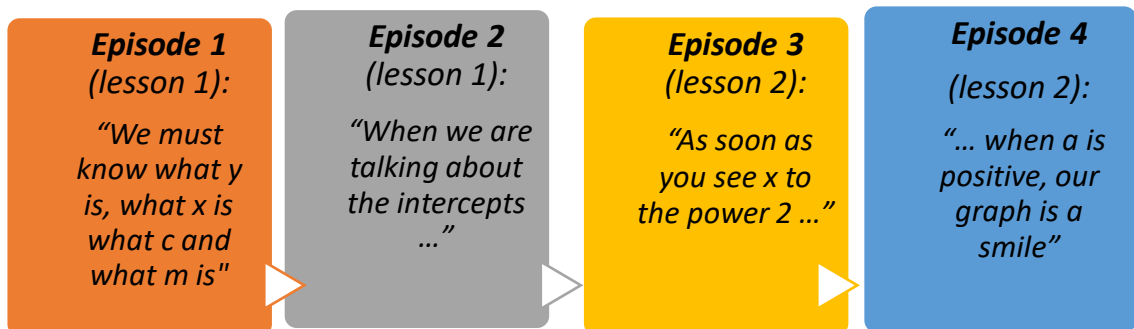 Episode 1
(lesson 1):
“We must
know what y
is, what x is
what c and
what m is"
Episode 2
(lesson 1):
“When we are
talking about
the intercepts
…”
Episode 3
(lesson 2):
“As soon as
you see x to
the power 2 …”
Episode 4
(lesson 2):
“… when a is
positive, our
graph is a
smile”